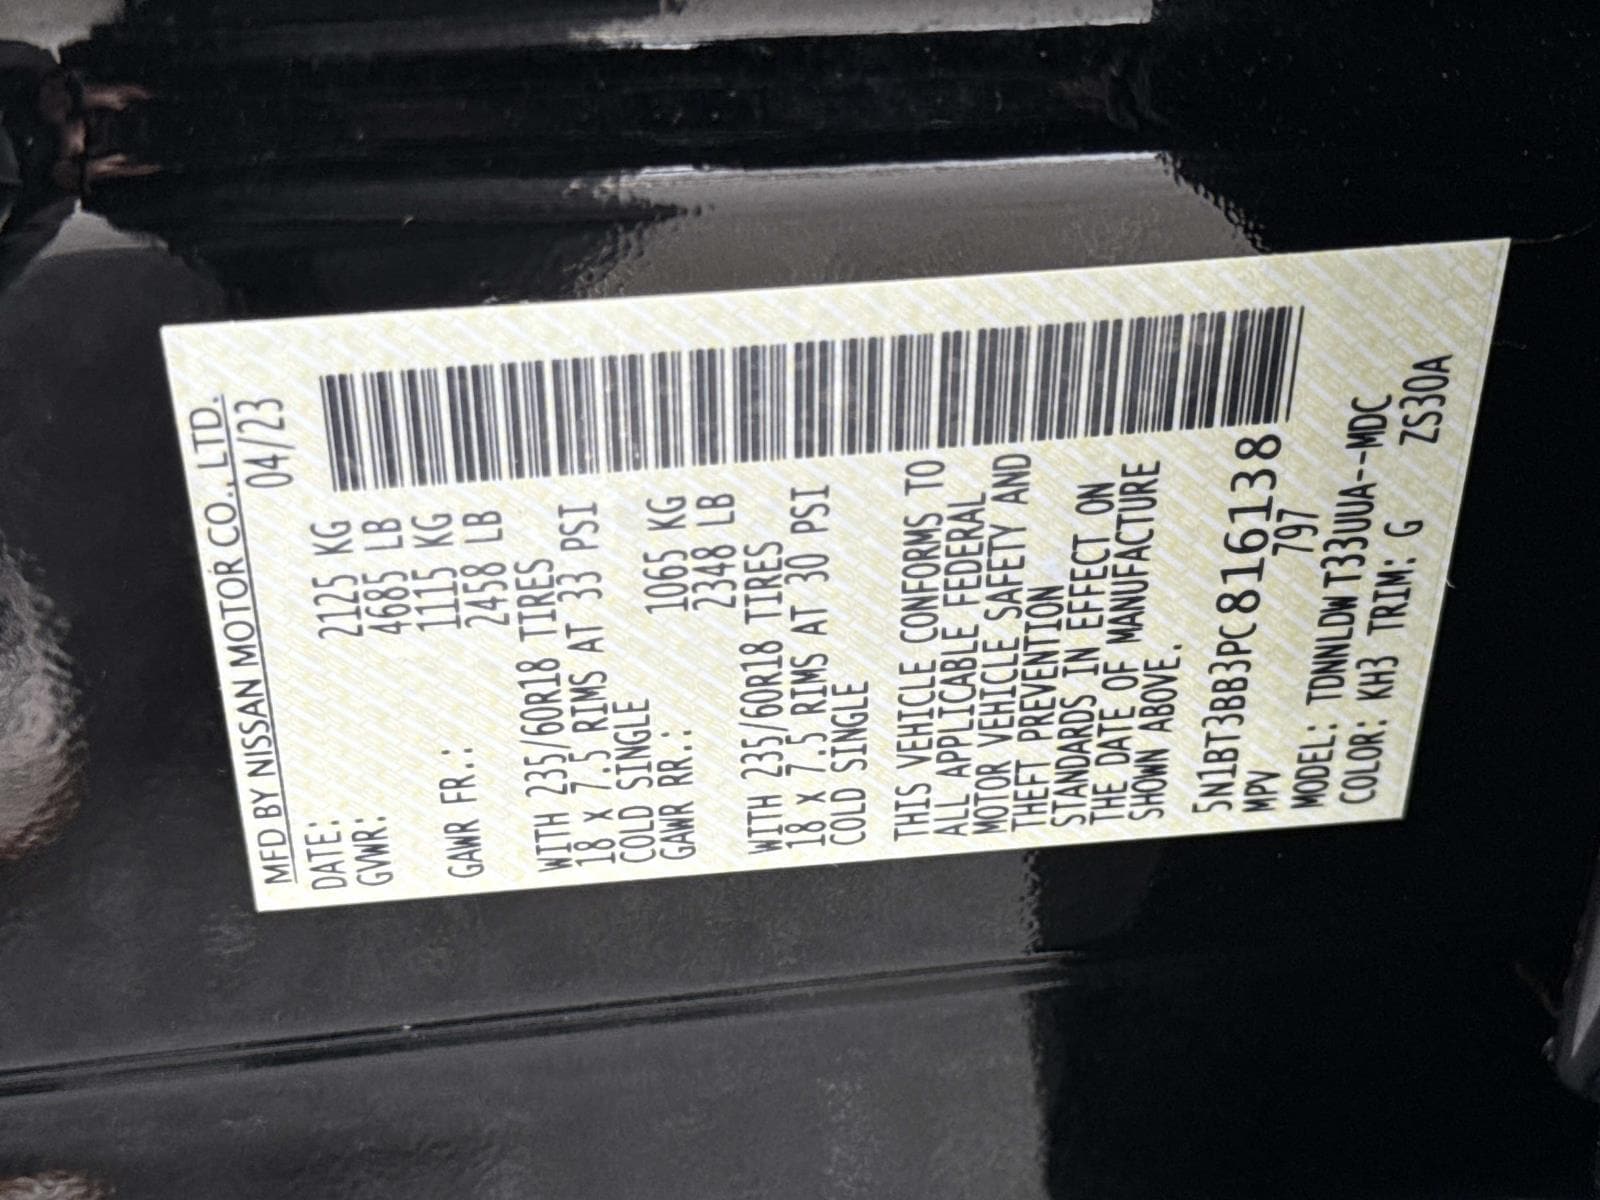 MFD BY NISSAN MOTOR CO., LTD.
DATE: 04/23
GVWR: 2125 KG
4685 LB
GAWR FR.: 1115 KG
2458 LB
WITH 235/60R18 TIRES
18 X 7.5 RIMS AT 33 PSI
COLD SINGLE
GAWR RR.: 1065 KG
2348 LB
WITH 235/60R18 TIRES
18 X 7.5 RIMS AT 30 PSI
COLD SINGLE
THIS VEHICLE CONFORMS TO
ALL APPLICABLE FEDERAL
MOTOR VEHICLE SAFETY AND
THEFT PREVENTION
STANDARDS IN EFFECT ON
THE DATE OF MANUFACTURE
SHOWN ABOVE.
5N1BT3BB3PC816138
MPV 797
MODEL: TDNNLDW T33UUA--MDC
COLOR: KH3 TRIM: G ZS30A